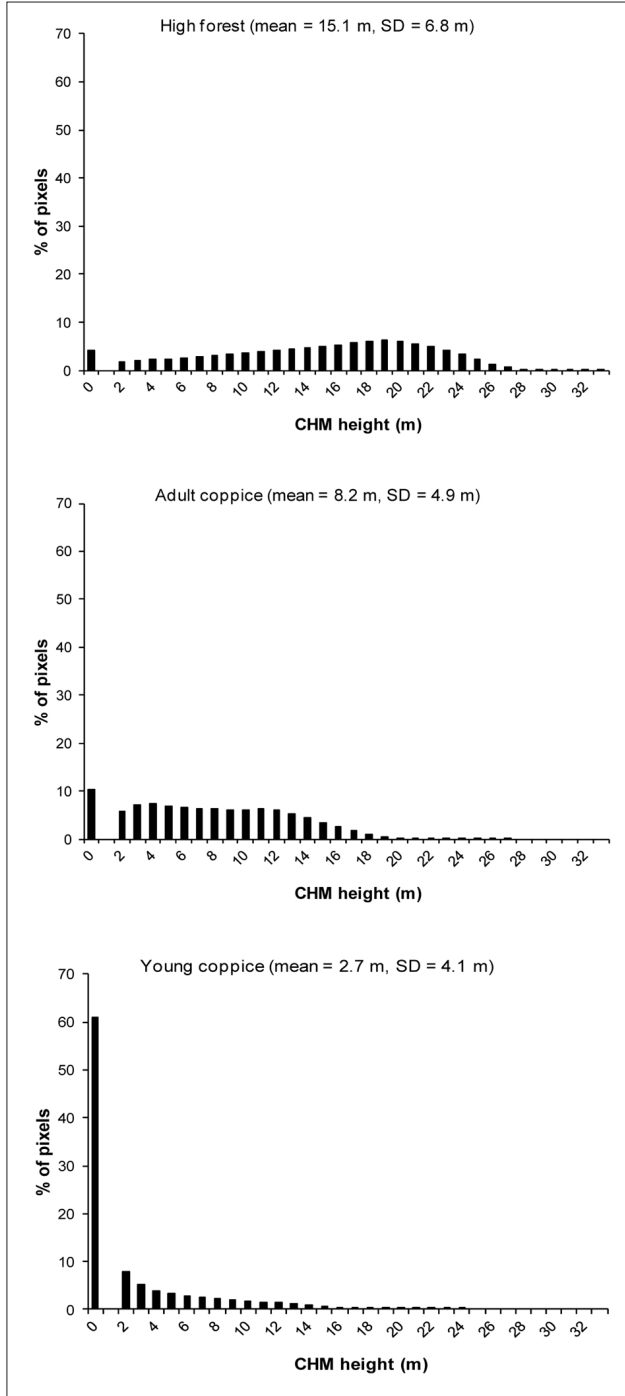 High forest (mean = 15.1 m, SD = 6.8 m)
70
60
50
40
30
20
10
0
% of pixels
0 2 4 6 8 10 12 14 16 18 20 22 24 26 28 30 32
CHM height (m)
Adult coppice (mean = 8.2 m, SD = 4.9 m)
70
60
50
40
30
20
10
0
% of pixels
0 2 4 6 8 10 12 14 16 18 20 22 24 26 28 30 32
CHM height (m)
Young coppice (mean = 2.7 m, SD = 4.1 m)
70
60
50
40
30
20
10
0
% of pixels
0 2 4 6 8 10 12 14 16 18 20 22 24 26 28 30 32
CHM height (m)